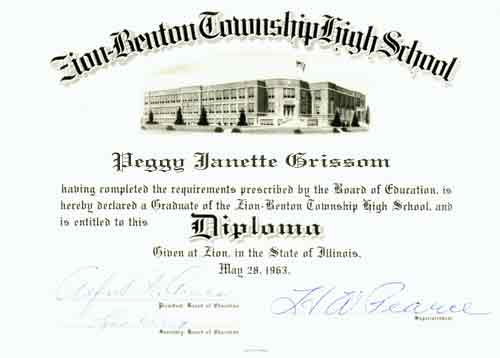 Zion-Benton Township High School
Peggy Janette Grissom
having completed the requirements prescribed by the Board of Education, is
hereby declared a Graduate of the Zion-Benton Township High School, and
is entitled to this Diploma
Given at Zion, in the State of Illinois,
May 28, 1963.
President Board of Education
H W Pearce
Superintendent
Secretary Board of Education